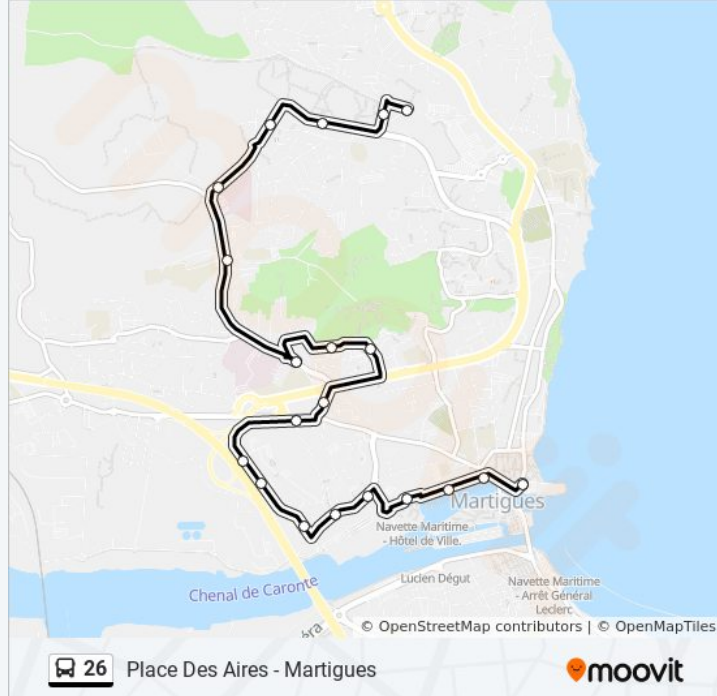 Martigues
Navette Maritime
- Hôtel de Ville.
Chenal de Caronte
Lucien Dégut
Navette Maritime
- Arrêt Général
Leclerc
éra
© OpenStreetMap contributors | © OpenMapTiles
26 Place Des Aires - Martigues
moovit